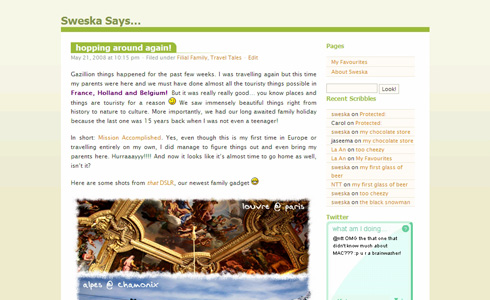 Sweska Says...
hopping around again!
May 21, 2008 @ 10:15 pm · Filed under Filial Family, Travel Tales · Edit
Gazillion things happened for the past few weeks. I was travelling again but this time
my parents were here and we must have done almost all the touristy things possible in
France, Holland and Belgium! But it was really really good... you know places and
things are touristy for a reason We saw immensely beautiful things right from
history to nature to culture. More importantly, we had our long awaited family holiday
because the last one was 15 years back when I was not even a teenager!
In short: Mission Accomplished. Yes, even though this is my first time in Europe or
travelling entirely on my own, I did manage to figure things out and even bring my
parents here. Hurraaayyy!!!! And now it looks like it's almost time to go home as well,
isn't it?
Here are some shots from that DSLR, our newest family gadget
louvre @ paris
alpes @ chamonix
Pages
My Favourites
About Sweska
Look!
Recent Scribbles
sweska on Protected:
Carol on Protected:
sweska on my chocolate store
Jaseema on my chocolate store
La An on too cheezy
La An on My Favourites
sweska on my first glass of
beer
NTT on my first glass of beer
sweska on too cheezy
sweska on the black snowman
Twitter
what am I doing...
OMG the that one that
didn't know much about
MAC??? :p u r a brainwasher!